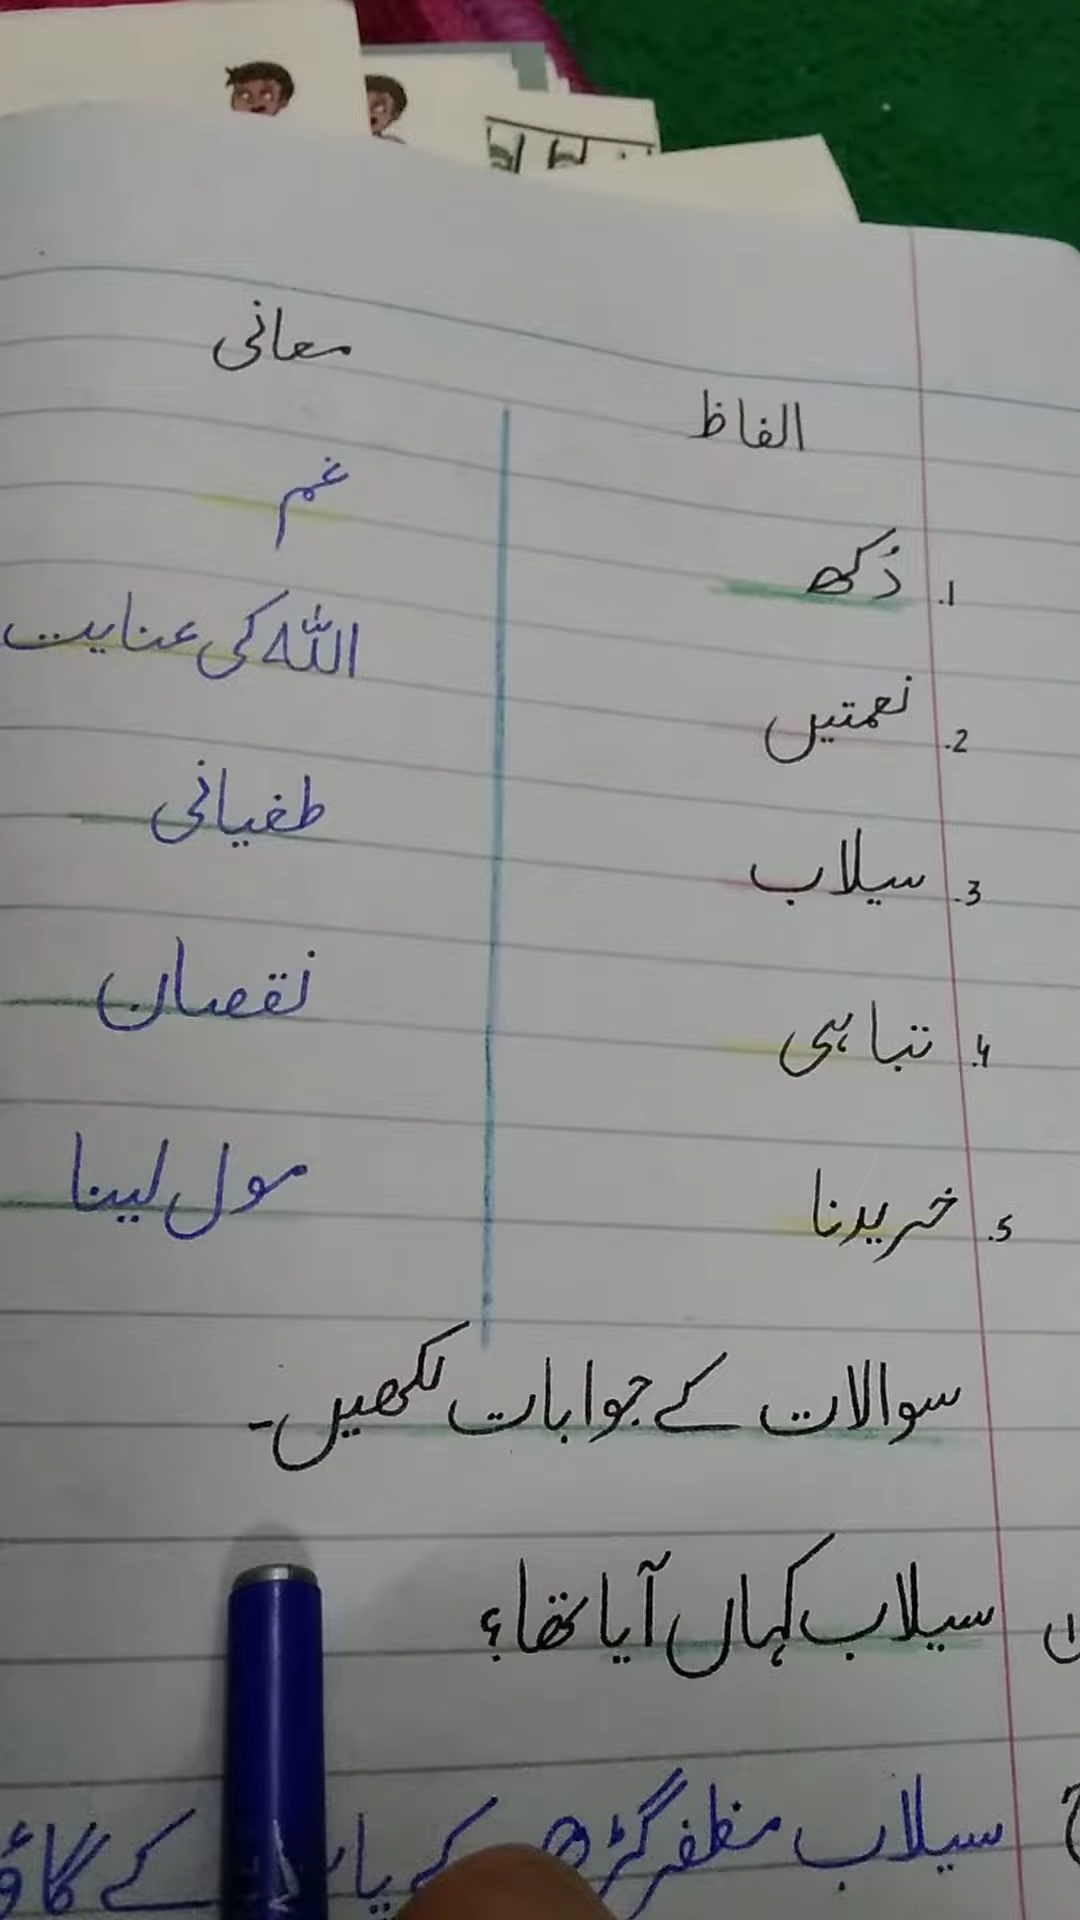 الفاظ معانی
1. دُکھ غم
2. نعمتیں اللہ کی عنایت
3. سیلاب طغیانی
4. تباہی نقصان
5. خریدنا مول لینا
سوالات کے جوابات لکھیں۔
سیلاب کہاں آیا تھا؟
سیلاب مظفر گڑھ کے کے